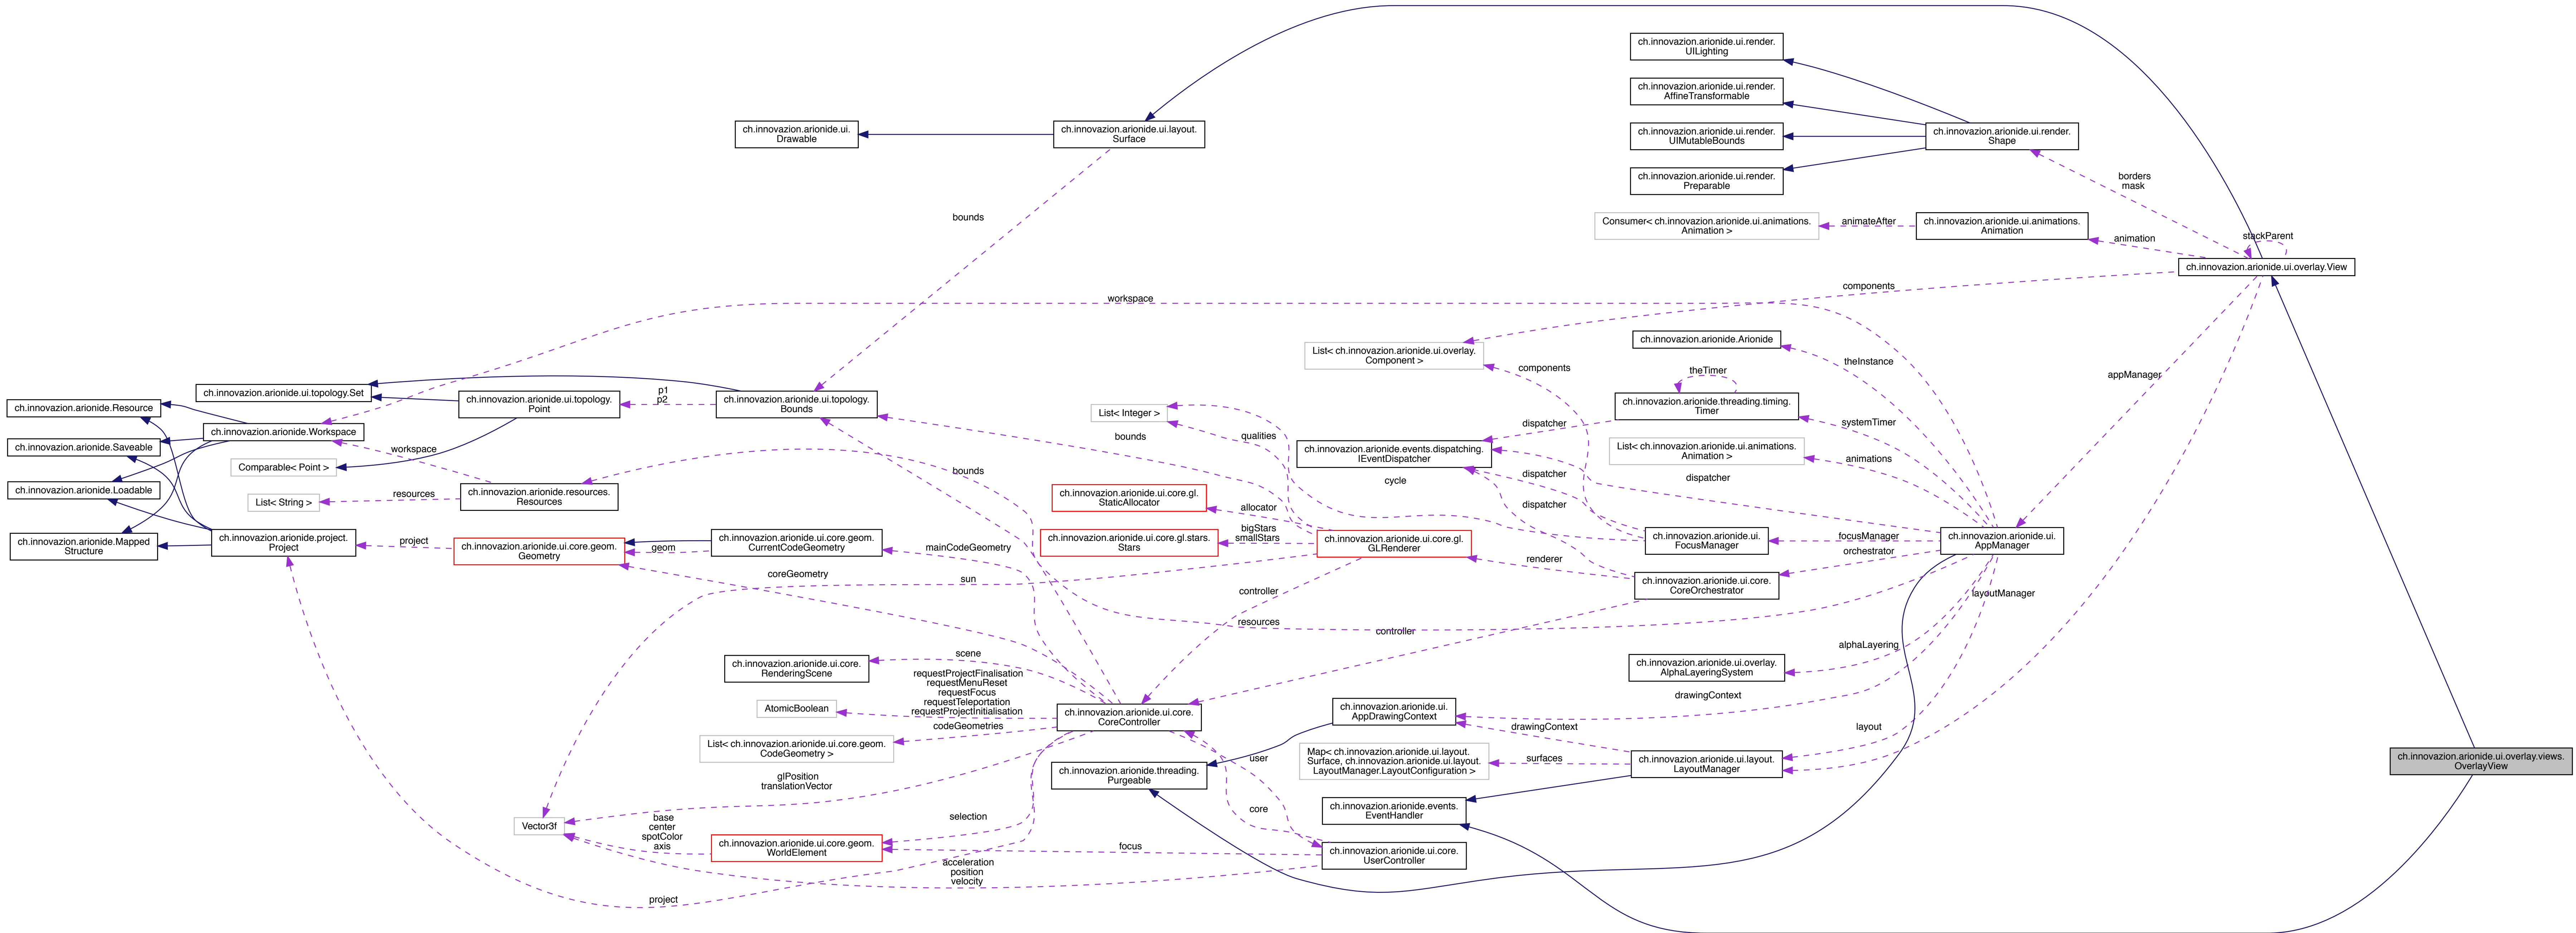 ch.innovazion.arionide.ui.render.
UILighting
ch.innovazion.arionide.ui.render.
AffineTransformable
ch.innovazion.arionide.ui.
Drawable
ch.innovazion.arionide.ui.layout.
Surface
ch.innovazion.arionide.ui.render.
UIMutableBounds
ch.innovazion.arionide.ui.render.
Shape
ch.innovazion.arionide.ui.render.
Preparable
borders
mask
bounds
Consumer< ch.innovazion.arionide.ui.animations.
Animation >
animateAfter
ch.innovazion.arionide.ui.animations.
Animation
animation
stackParent
ch.innovazion.arionide.ui.overlay.View
workspace
components
List< ch.innovazion.arionide.ui.overlay.
Component >
ch.innovazion.arionide.Arionide
theInstance
components
theTimer
appManager
ch.innovazion.arionide.ui.topology.Set
ch.innovazion.arionide.Resource
ch.innovazion.arionide.ui.topology.
Point
p1
p2
ch.innovazion.arionide.ui.topology.
Bounds
List< Integer >
ch.innovazion.arionide.threading.timing.
Timer
systemTimer
dispatcher
ch.innovazion.arionide.Workspace
ch.innovazion.arionide.Saveable
workspace
bounds
qualities
ch.innovazion.arionide.events.dispatching.
IEventDispatcher
List< ch.innovazion.arionide.ui.animations.
Animation >
animations
Comparable< Point >
bounds
cycle
dispatcher
dispatcher
ch.innovazion.arionide.Loadable
List< String >
resources
ch.innovazion.arionide.resources.
Resources
ch.innovazion.arionide.ui.core.gl.
StaticAllocator
allocator
dispatcher
ch.innovazion.arionide.Mapped
Structure
ch.innovazion.arionide.project.
Project
project
ch.innovazion.arionide.ui.core.geom.
Geometry
geom
ch.innovazion.arionide.ui.core.geom.
CurrentCodeGeometry
mainCodeGeometry
ch.innovazion.arionide.ui.core.gl.stars.
Stars
bigStars
smallStars
ch.innovazion.arionide.ui.core.gl.
GLRenderer
ch.innovazion.arionide.ui.
FocusManager
focusManager
ch.innovazion.arionide.ui.
AppManager
orchestrator
renderer
coreGeometry
sun
controller
ch.innovazion.arionide.ui.core.
CoreOrchestrator
layoutManager
resources
controller
scene
ch.innovazion.arionide.ui.core.
RenderingScene
alphaLayering
ch.innovazion.arionide.ui.overlay.
AlphaLayeringSystem
requestProjectFinalisation
requestMenuReset
requestFocus
requestTeleportation
requestProjectInitialisation
AtomicBoolean
ch.innovazion.arionide.ui.core.
CoreController
drawingContext
ch.innovazion.arionide.ui.
AppDrawingContext
codeGeometries
List< ch.innovazion.arionide.ui.core.geom.
CodeGeometry >
drawingContext
layout
user
Map< ch.innovazion.arionide.ui.layout.
Surface, ch.innovazion.arionide.ui.layout.
LayoutManager.LayoutConfiguration >
surfaces
ch.innovazion.arionide.ui.layout.
LayoutManager
ch.innovazion.arionide.ui.overlay.views.
OverlayView
glPosition
translationVector
ch.innovazion.arionide.threading.
Purgeable
core
ch.innovazion.arionide.events.
EventHandler
Vector3f
base
center
spotColor
axis
selection
ch.innovazion.arionide.ui.core.geom.
WorldElement
focus
ch.innovazion.arionide.ui.core.
UserController
acceleration
position
velocity
project